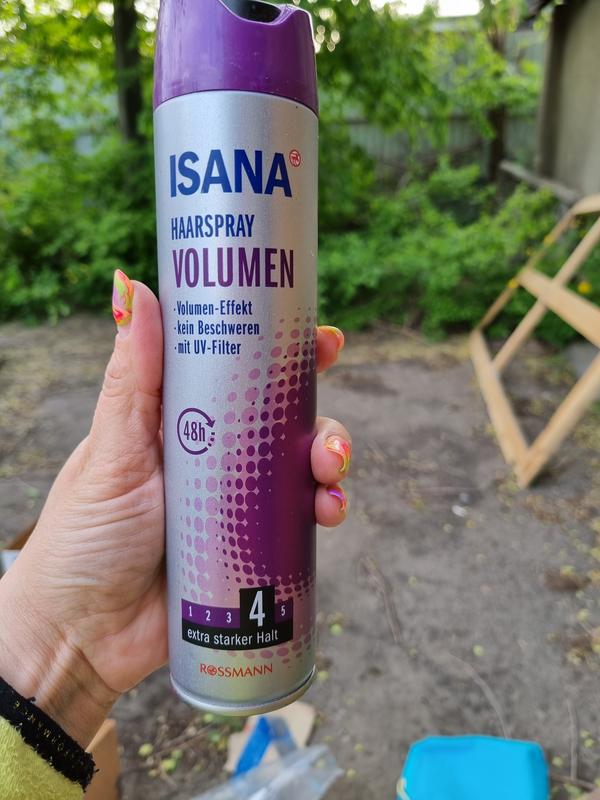 ISANA
HAARSPRAY
VOLUMEN
·Volumen-Effekt
·kein Beschweren
·mit UV-Filter
48h
1 2 3 4 5
extra starker Halt
ROSSMANN